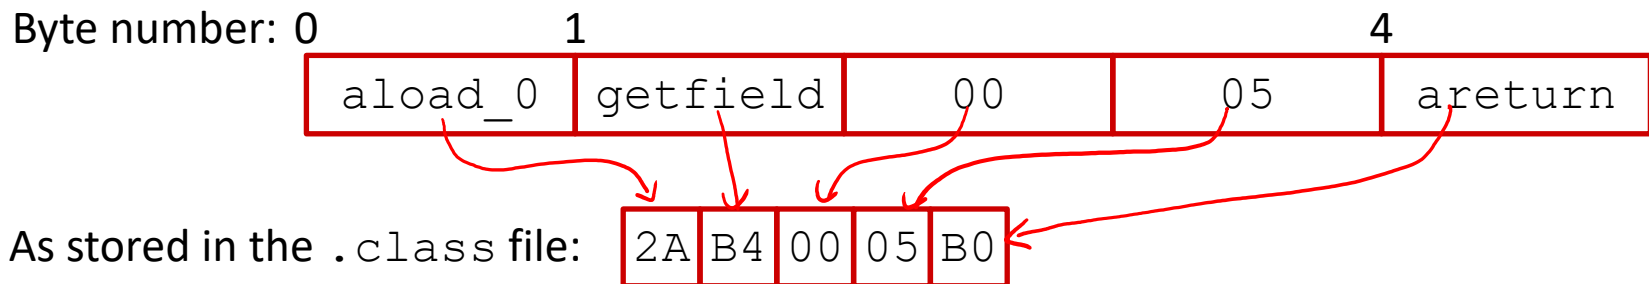 Byte number: 0 1 4
aload_0 getfield 00 05 areturn
As stored in the .class file: 2A B4 00 05 B0